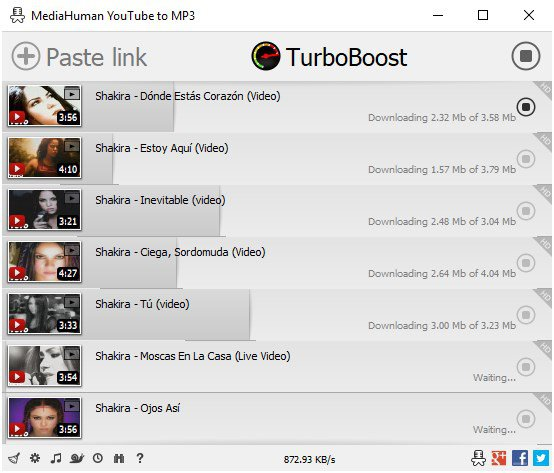 MediaHuman YouTube to MP3
Paste link
TurboBoost
Shakira - Dónde Estás Corazón (Video)
3:56
Downloading 2.32 Mb of 3.58 Mb
HD
Shakira - Estoy Aquí (Video)
4:10
Downloading 1.57 Mb of 3.79 Mb
HD
Shakira - Inevitable (video)
3:21
Downloading 2.48 Mb of 3.04 Mb
HD
Shakira - Ciega, Sordomuda (Video)
4:27
Downloading 2.64 Mb of 4.04 Mb
HD
Shakira - Tú (video)
3:33
Downloading 3.00 Mb of 3.23 Mb
HD
Shakira - Moscas En La Casa (Live Video)
3:54
Waiting...
HD
Shakira - Ojos Así
3:56
Waiting...
HD
872.93 KB/s